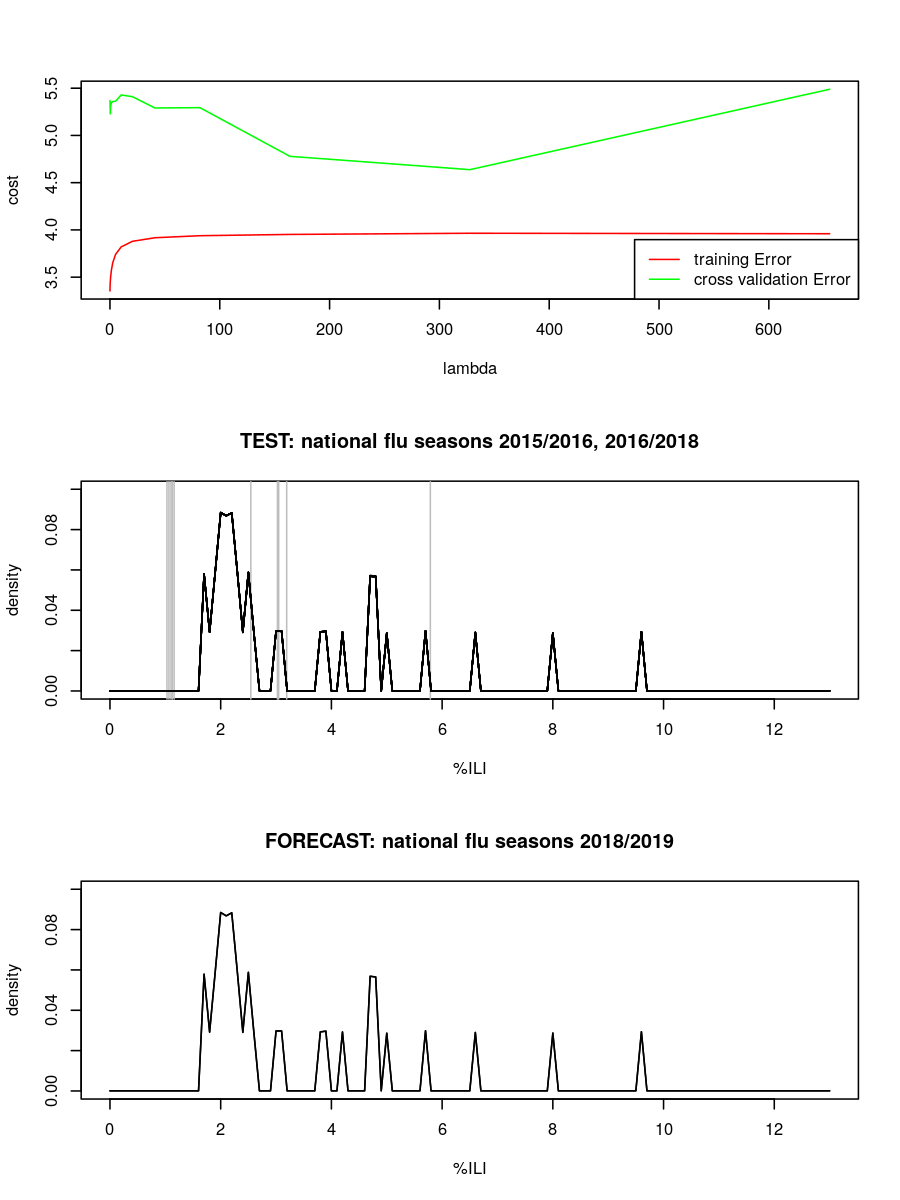 5.5
5.0
4.5
4.0
3.5
cost
training Error
cross validation Error
0 100 200 300 400 500 600
lambda
TEST: national flu seasons 2015/2016, 2016/2018
0.08
0.04
0.00
density
0 2 4 6 8 10 12
%ILI
FORECAST: national flu seasons 2018/2019
0.08
0.04
0.00
density
0 2 4 6 8 10 12
%ILI